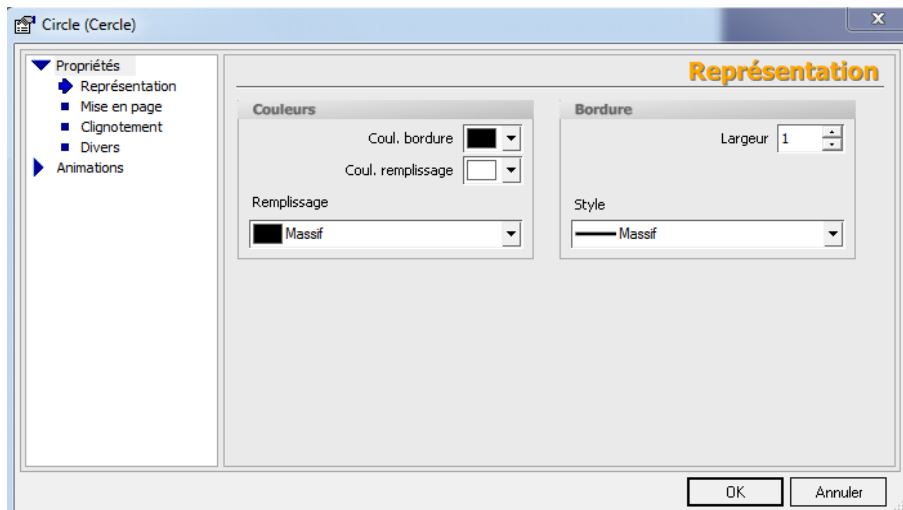 Circle (Cercle)
X
Propriétés
Représentation
Mise en page
Clignotement
Divers
Animations
Représentation
Couleurs
Coul. bordure
Coul. remplissage
Remplissage
Massif
Bordure
Largeur 1
Style
Massif
OK
Annuler